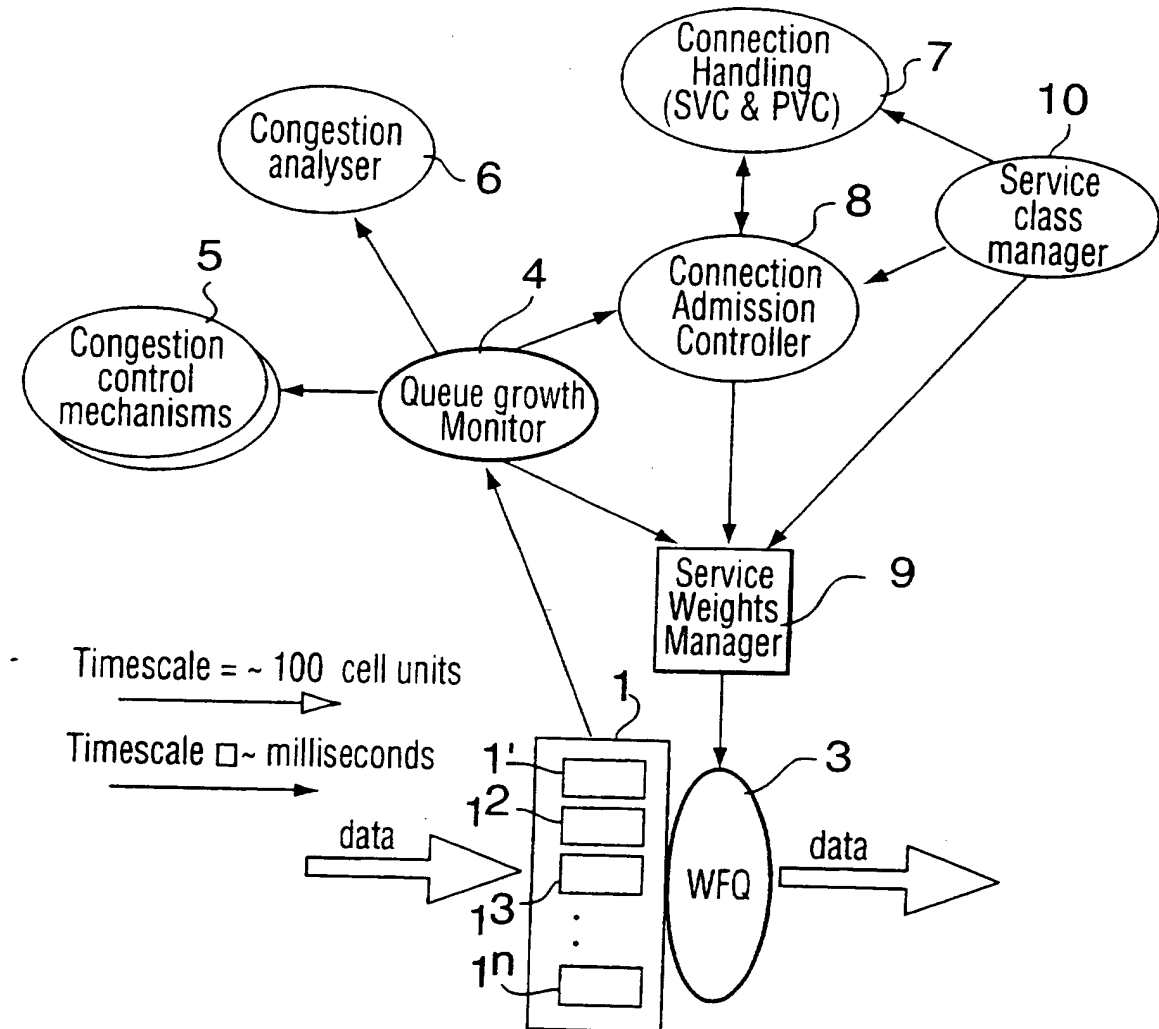 Connection
Handling
(SVC & PVC)
7
10
Congestion
analyser
6
Service
class
manager
8
5
4
Connection
Admission
Controller
Congestion
control
mechanisms
Queue growth
Monitor
Service
Weights
Manager
9
Timescale = ~ 100 cell units
1
Timescale □~ milliseconds
1'
3
1²
data
data
1³
WFQ
1ⁿ